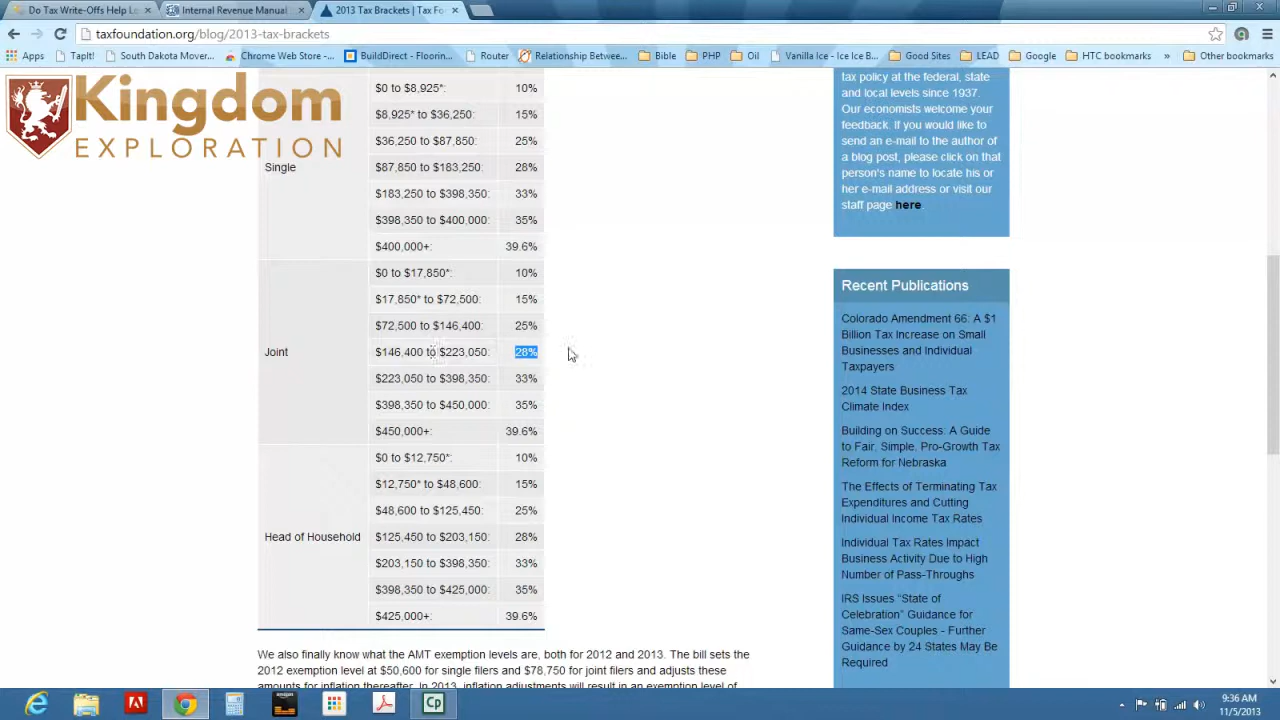 Do Tax Write-Offs Help Le
Internal Revenue Manual
2013 Tax Brackets | Tax Fo
taxfoundation.org/blog/2013-tax-brackets
Apps
TapIt!
South Dakota Mover...
Chrome Web Store -...
BuildDirect - Floorin...
Router
Relationship Betwee...
Bible
PHP
Oil
Vanilla Ice - Ice Ice B...
Good Sites
LEAD
Google
HTC bookmarks
»
Other bookmarks
Kingdom
EXPLORATION
$0 to $8,925*: 10%
$8,925* to $36,250: 15%
$36,250 to $87,850: 25%
Single $87,850 to $183,250: 28%
$183,250 to $398,350: 33%
$398,350 to $400,000: 35%
$400,000+: 39.6%
$0 to $17,850*: 10%
$17,850* to $72,500: 15%
$72,500 to $146,400: 25%
Joint $146,400 to $223,050: 28%
$223,050 to $398,350: 33%
$398,350 to $450,000: 35%
$450,000+: 39.6%
$0 to $12,750*: 10%
$12,750* to $48,600: 15%
$48,600 to $125,450: 25%
Head of Household $125,450 to $203,150: 28%
$203,150 to $398,350: 33%
$398,350 to $425,000: 35%
$425,000+: 39.6%
We also finally know what the AMT exemption levels are, both for 2012 and 2013. The bill sets the
2012 exemption level at $50,600 for single filers and $78,750 for joint filers and adjusts these
amounts for inflation thereafter. In 2013, inflation adjustments will result in an exemption level of
tax policy at the federal, state
and local levels since 1937.
Our economists welcome your
feedback. If you would like to
send an e-mail to the author of
a blog post, please click on that
person's name to locate his or
her e-mail address or visit our
staff page here
Recent Publications
Colorado Amendment 66: A $1
Billion Tax Increase on Small
Businesses and Individual
Taxpayers
2014 State Business Tax
Climate Index
Building on Success: A Guide
to Fair, Simple, Pro-Growth Tax
Reform for Nebraska
The Effects of Terminating Tax
Expenditures and Cutting
Individual Income Tax Rates
Individual Tax Rates Impact
Business Activity Due to High
Number of Pass-Throughs
IRS Issues “State of
Celebration” Guidance for
Same-Sex Couples - Further
Guidance by 24 States May Be
Required
Cp
9:36 AM
11/5/2013